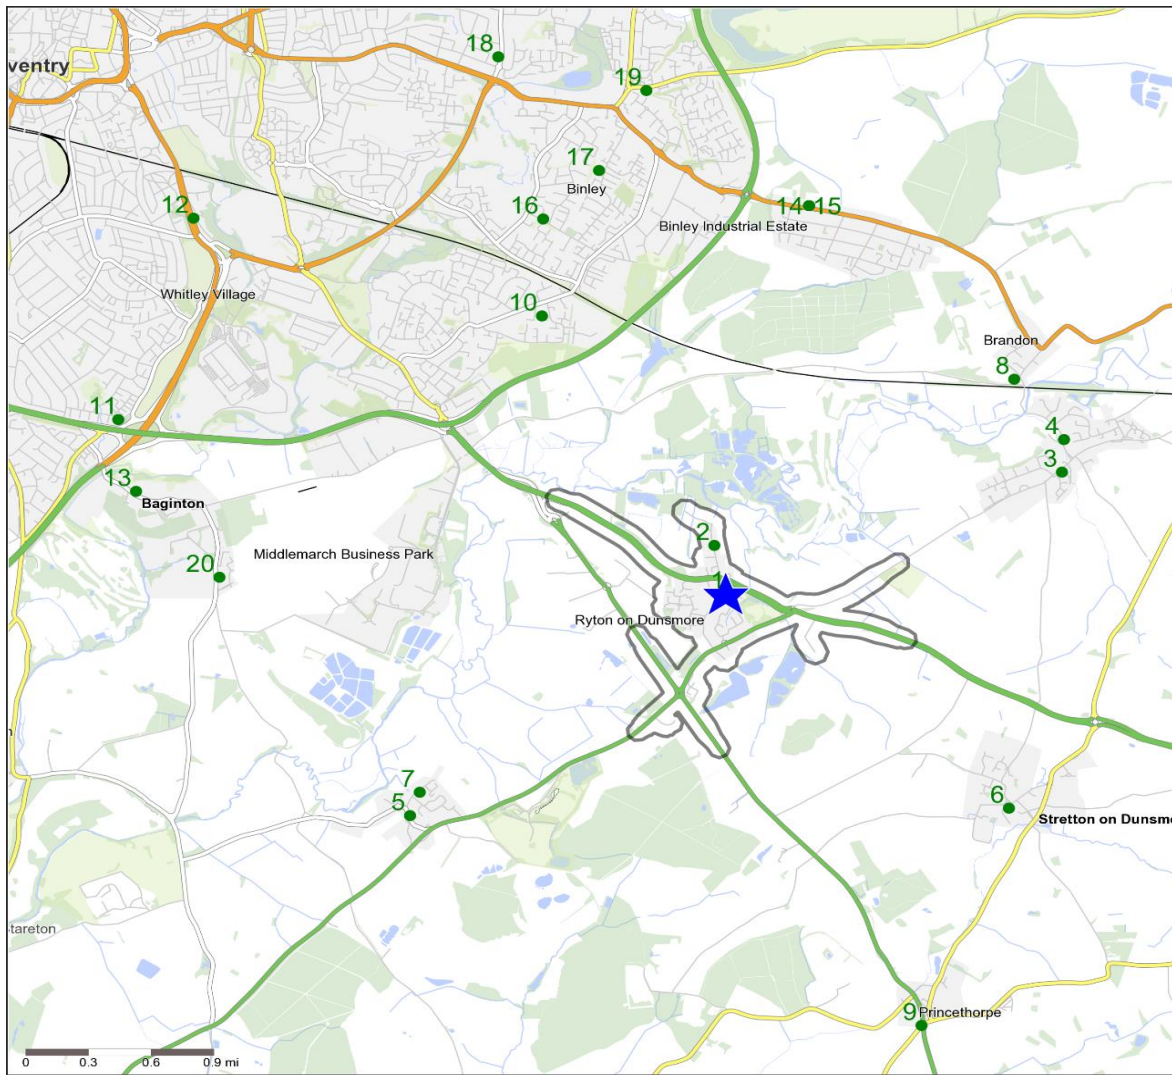 18
ventry
19
17
Binley
12
16
14 15
Binley Industrial Estate
Whitley Village
10
Brandon
8
11
4
3
13
Baginton
2
Middlemarch Business Park
20
1
Ryton on Dunsmore
7
5
6
Stretton on Dunsm
tareton
9 Princethorpe
0 0.3 0.6 0.9 mi